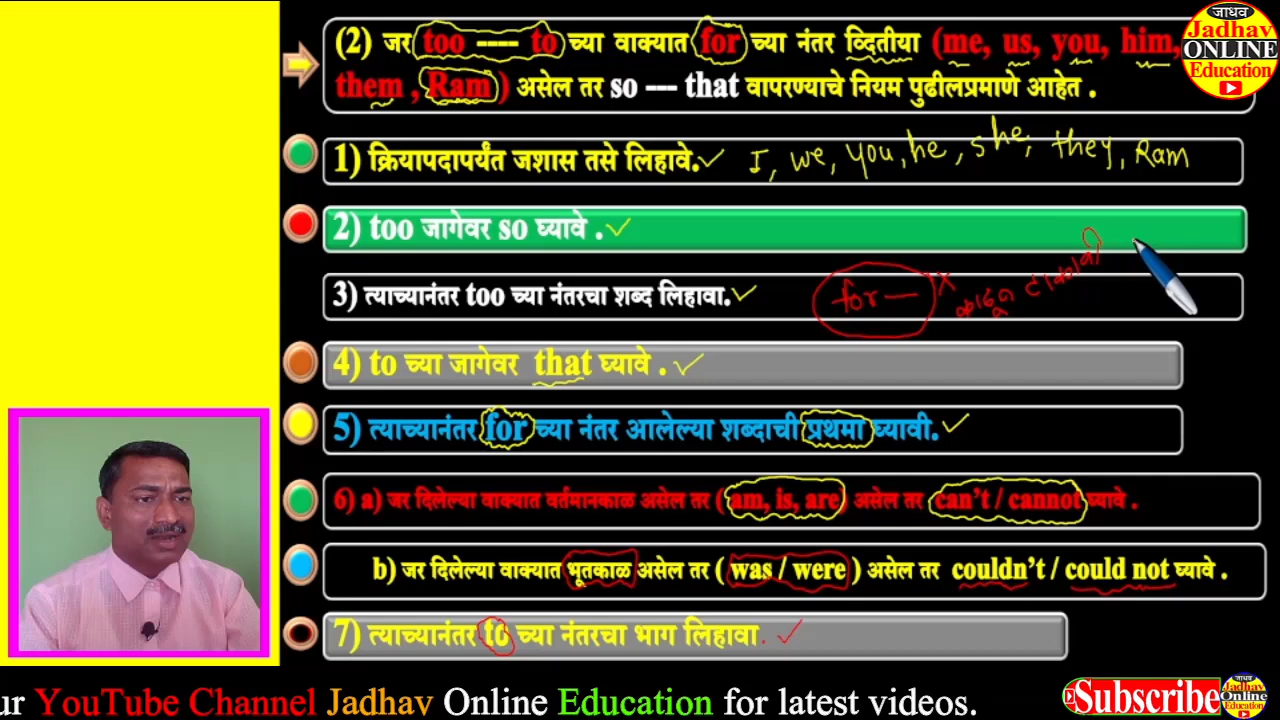 (2) जर too ---- to च्या वाक्यात for च्या नंतर व्दितीया (me, us, you, him,
them , Ram ) असेल तर so --- that वापरण्याचे नियम पुढीलप्रमाणे आहेत .
जाधव
Jadhav
ONLINE
Education
1) क्रियापदापर्यंत जशास तसे लिहावे. I, we, you, he, she, they, Ram
2) too जागेवर so घ्यावे .
3) त्याच्यानंतर too च्या नंतरचा शब्द लिहावा. for — x काढून टाकावी
4) to च्या जागेवर that घ्यावे .
5) त्याच्यानंतर for च्या नंतर आलेल्या शब्दाची प्रथमा घ्यावी.
6) a) जर दिलेल्या वाक्यात वर्तमानकाळ असेल तर ( am, is, are) असेल तर can't / cannot घ्यावे .
b) जर दिलेल्या वाक्यात भूतकाळ असेल तर ( was / were ) असेल तर couldn't / could not घ्यावे .
7) त्याच्यानंतर to च्या नंतरचा भाग लिहावा.
ur YouTube Channel Jadhav Online Education for latest videos.
Subscribe
जाधव
Jadhav
Online
Education